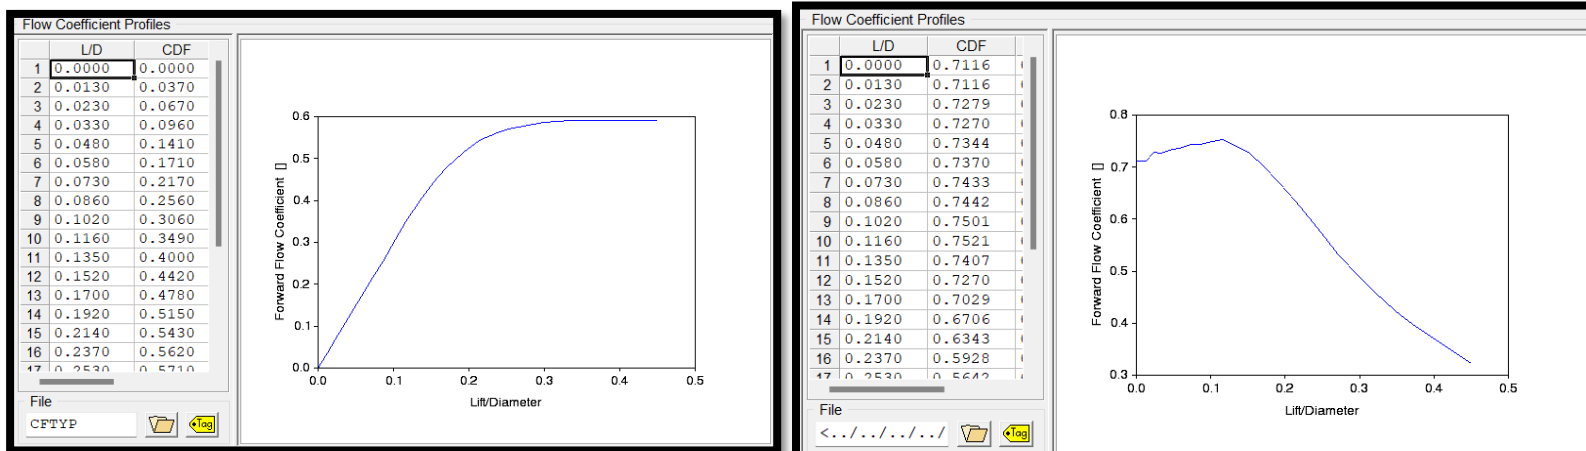 Flow Coefficient Profiles
L/D CDF
1 0.0000 0.0000
2 0.0130 0.0370
3 0.0230 0.0670
4 0.0330 0.0960
5 0.0480 0.1410
6 0.0580 0.1710
7 0.0730 0.2170
8 0.0860 0.2560
9 0.1020 0.3060
10 0.1160 0.3490
11 0.1350 0.4000
12 0.1520 0.4420
13 0.1700 0.4780
14 0.1920 0.5150
15 0.2140 0.5430
16 0.2370 0.5620
17 0.2530 0.5710
File
CFTYP
Tag
Forward Flow Coefficient []
0.6
0.5
0.4
0.3
0.2
0.1
0.0
0.0 0.1 0.2 0.3 0.4 0.5
Lift/Diameter
Flow Coefficient Profiles
L/D CDF
1 0.0000 0.7116
2 0.0130 0.7116
3 0.0230 0.7279
4 0.0330 0.7270
5 0.0480 0.7344
6 0.0580 0.7370
7 0.0730 0.7433
8 0.0860 0.7442
9 0.1020 0.7501
10 0.1160 0.7521
11 0.1350 0.7407
12 0.1520 0.7270
13 0.1700 0.7029
14 0.1920 0.6706
15 0.2140 0.6343
16 0.2370 0.5928
17 0.2530 0.5642
File
<../../../../
Tag
Forward Flow Coefficient []
0.8
0.7
0.6
0.5
0.4
0.3
0.0 0.1 0.2 0.3 0.4 0.5
Lift/Diameter